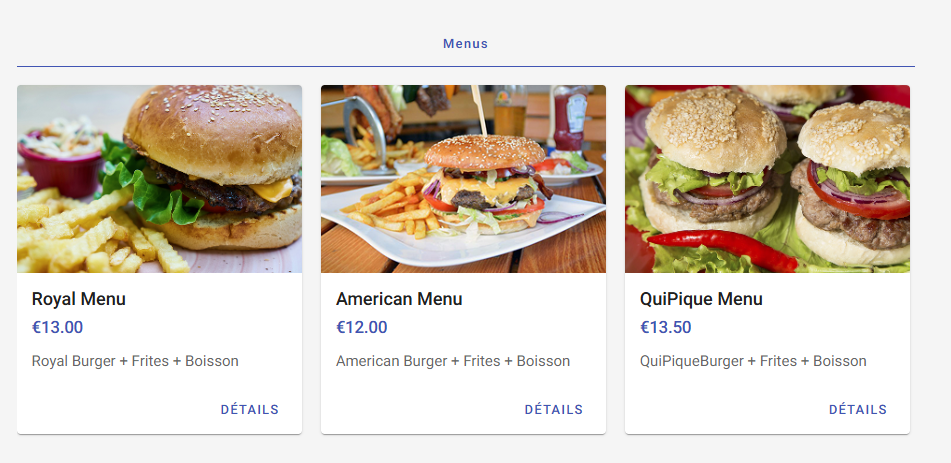 Menus
Royal Menu
€13.00
Royal Burger + Frites + Boisson
DÉTAILS
American Menu
€12.00
American Burger + Frites + Boisson
DÉTAILS
QuiPique Menu
€13.50
QuiPiqueBurger + Frites + Boisson
DÉTAILS